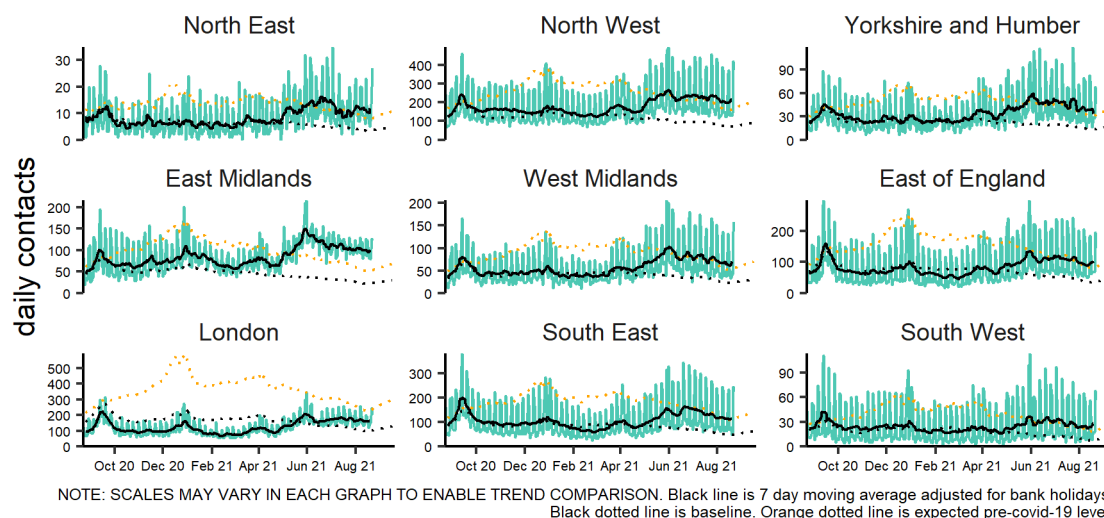 North East
North West
Yorkshire and Humber
30
20
10
0
400
300
200
100
0
90
60
30
0
East Midlands
West Midlands
East of England
200
150
100
50
0
200
150
100
50
0
200
100
0
London
South East
South West
500
400
300
200
100
0
300
200
100
0
90
60
30
0
Oct 20 Dec 20 Feb 21 Apr 21 Jun 21 Aug 21
Oct 20 Dec 20 Feb 21 Apr 21 Jun 21 Aug 21
Oct 20 Dec 20 Feb 21 Apr 21 Jun 21 Aug 21
daily contacts
NOTE: SCALES MAY VARY IN EACH GRAPH TO ENABLE TREND COMPARISON. Black line is 7 day moving average adjusted for bank holidays
Black dotted line is baseline. Orange dotted line is expected pre-covid-19 leve